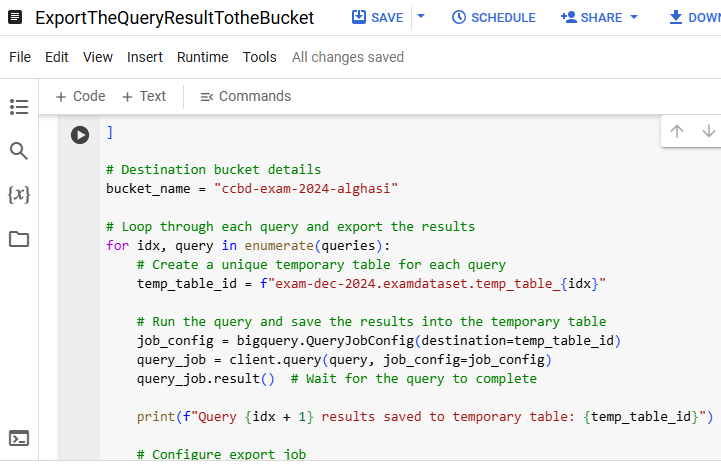 ExportTheQueryResultTotheBucket SAVE SCHEDULE SHARE DOWN
File Edit View Insert Runtime Tools All changes saved
+ Code + Text Commands
]
# Destination bucket details
bucket_name = "ccbd-exam-2024-alghasi"
# Loop through each query and export the results
for idx, query in enumerate(queries):
# Create a unique temporary table for each query
temp_table_id = f"exam-dec-2024.examdataset.temp_table_{idx}"
# Run the query and save the results into the temporary table
job_config = bigquery.QueryJobConfig(destination=temp_table_id)
query_job = client.query(query, job_config=job_config)
query_job.result()  # Wait for the query to complete
print(f"Query {idx + 1} results saved to temporary table: {temp_table_id}")
# Configure export job
{x}